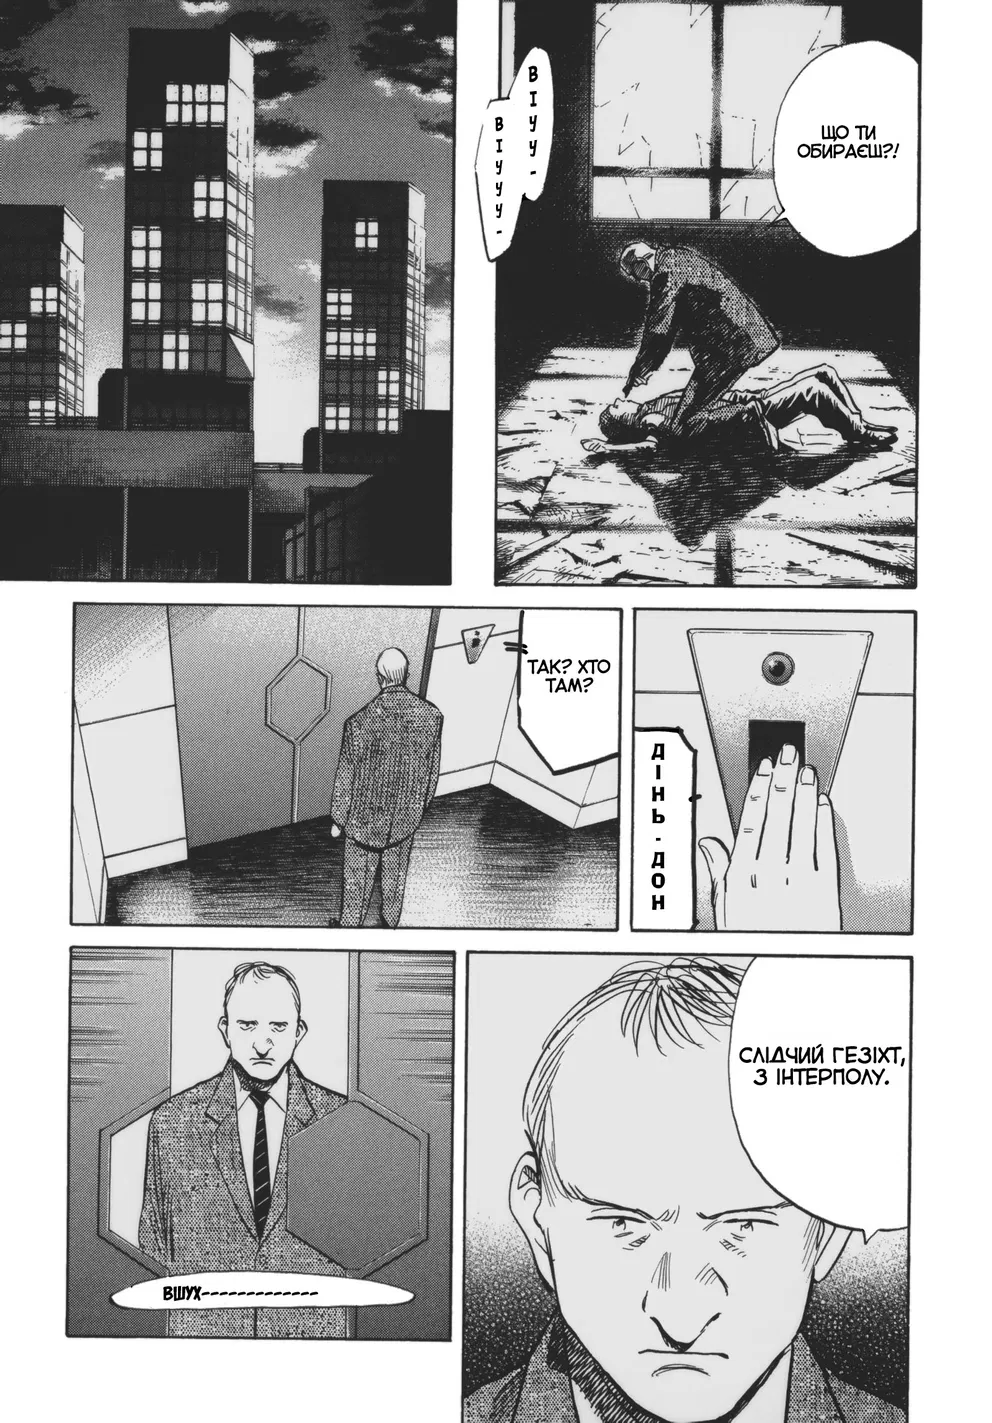 ЩО ТИ
ОБИРАЄШ?!
ВІУУ-
ВІУУУ-
ДІНЬ-ДОН
ТАК? ХТО
ТАМ?
СЛІДЧИЙ ГЕЗІХТ,
З ІНТЕРПОЛУ.
ВШУХ-------------